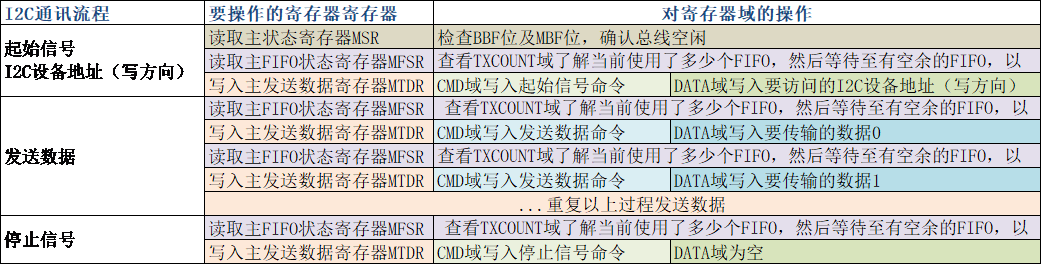 I2C通讯流程 要操作的寄存器寄存器 对寄存器域的操作
起始信号
I2C设备地址（写方向）
读取主状态寄存器MSR 检查BBF位及MBF位，确认总线空闲
读取主FIFO状态寄存器MFSR 查看TXCOUNT域了解当前使用了多少个FIFO，然后等待至有空余的FIFO，以
写入主发送数据寄存器MTDR CMD域写入起始信号命令 DATA域写入要访问的I2C设备地址（写方向）
发送数据
读取主FIFO状态寄存器MFSR 查看TXCOUNT域了解当前使用了多少个FIFO，然后等待至有空余的FIFO，以
写入主发送数据寄存器MTDR CMD域写入发送数据命令 DATA域写入要传输的数据0
读取主FIFO状态寄存器MFSR 查看TXCOUNT域了解当前使用了多少个FIFO，然后等待至有空余的FIFO，以
写入主发送数据寄存器MTDR CMD域写入发送数据命令 DATA域写入要传输的数据1
...重复以上过程发送数据
停止信号
读取主FIFO状态寄存器MFSR 查看TXCOUNT域了解当前使用了多少个FIFO，然后等待至有空余的FIFO，以
写入主发送数据寄存器MTDR CMD域写入停止信号命令 DATA域为空